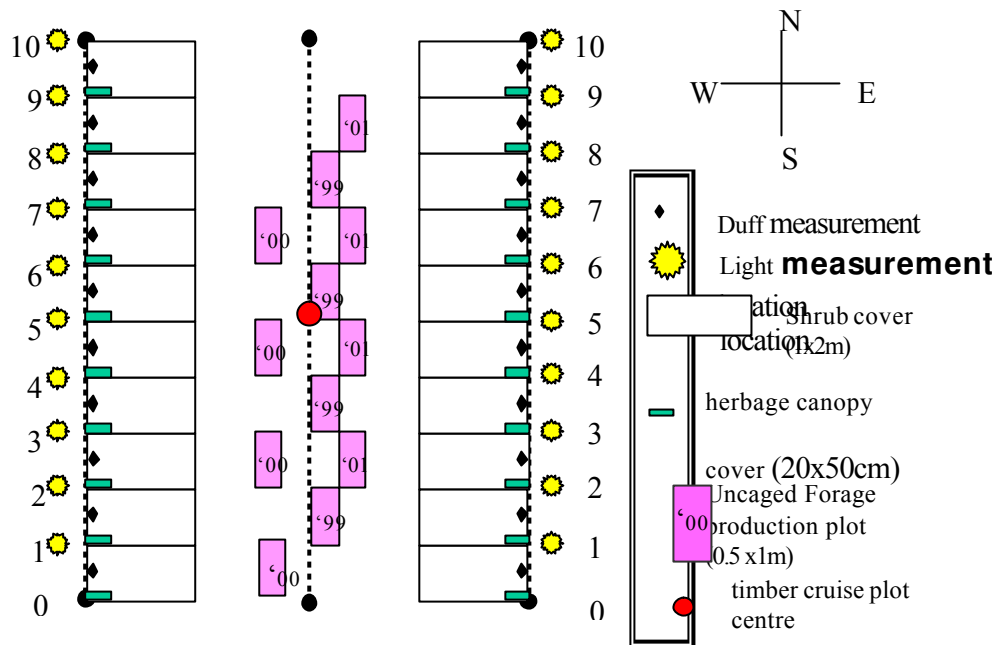 N
W E
S
10
9
8
7
6
5
4
3
2
1
0
‘01
‘99
‘00
‘01
‘99
‘00
‘01
‘99
‘00
‘01
‘99
‘00
10
9
8
7
6
5
4
3
2
1
0
Duff measurement
Light measurement
location
location
Shrub cover
(1x2m)
herbage canopy
cover (20x50cm)
‘00
Uncaged Forage
production plot
(0.5 x1m)
timber cruise plot
centre